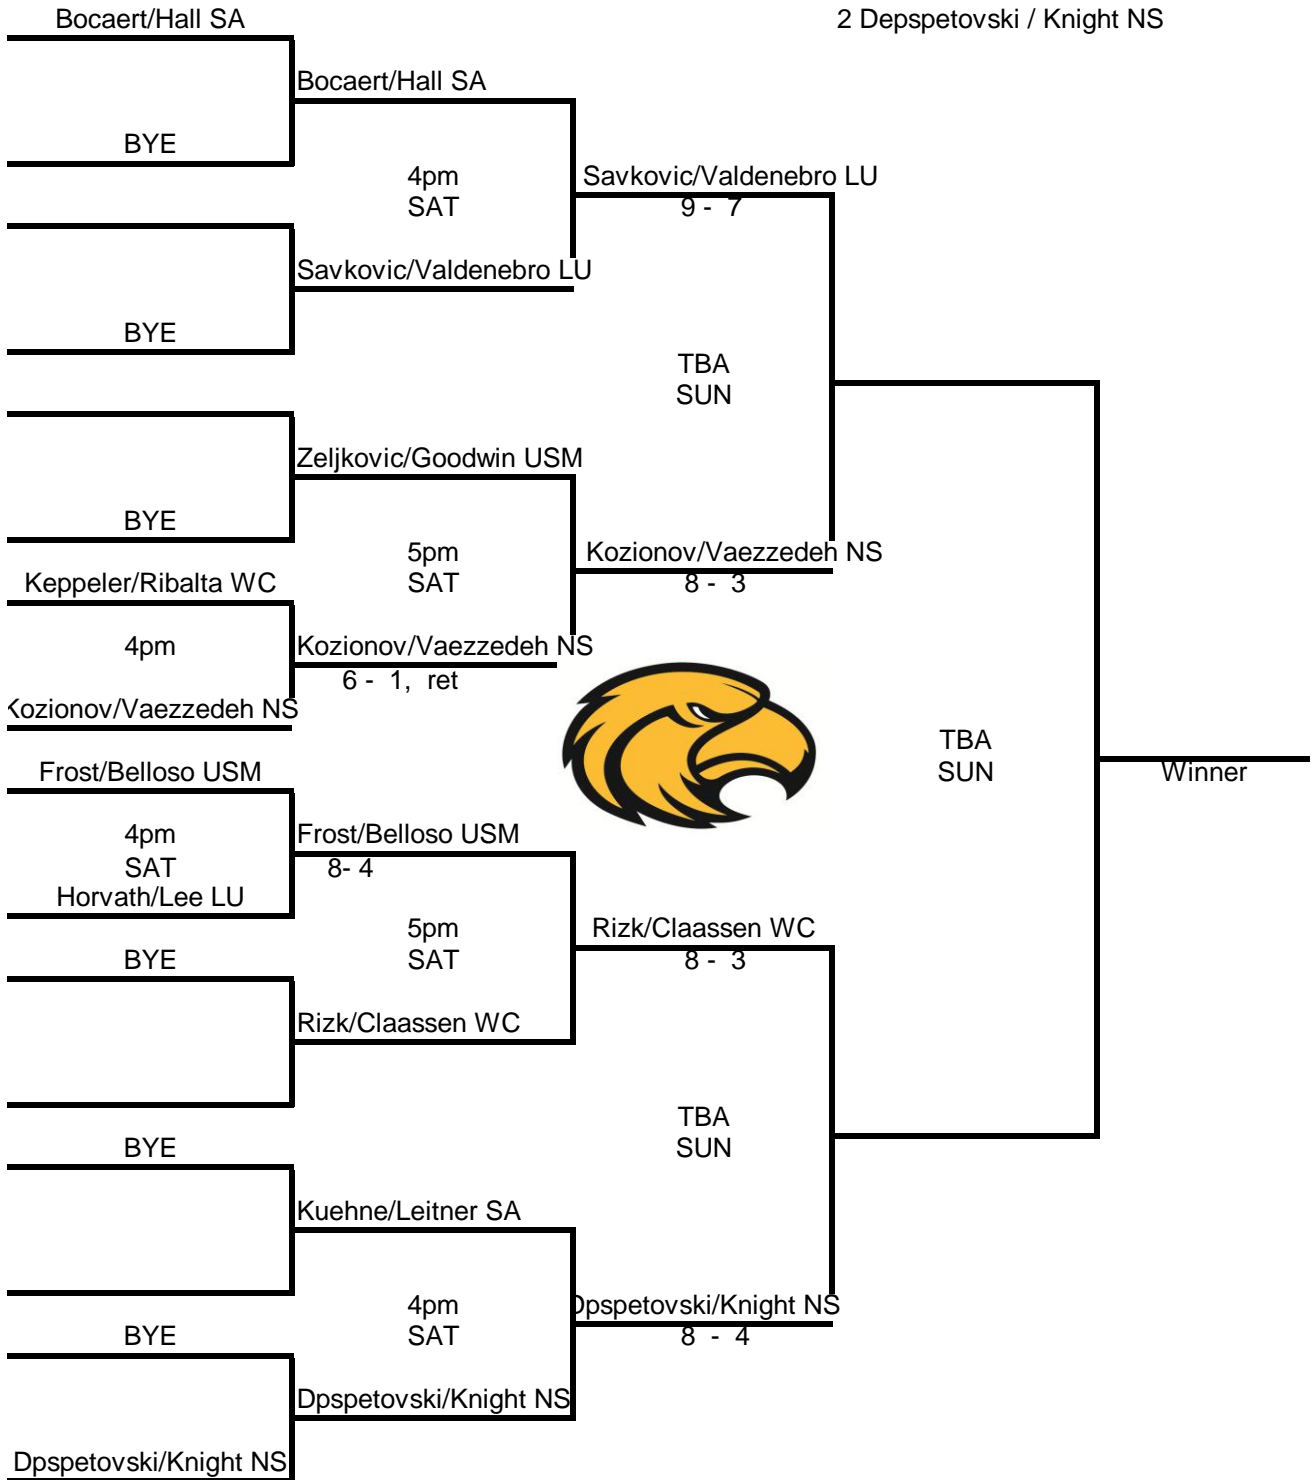 Bocaert/Hall SA
2 Depspetovski / Knight NS
Bocaert/Hall SA
BYE
4pm
SAT
Savkovic/Valdenebro LU
9 - 7
Savkovic/Valdenebro LU
BYE
TBA
SUN
Zeljkovic/Goodwin USM
BYE
5pm
SAT
Kozionov/Vaezzedeh NS
8 - 3
Keppeler/Ribalta WC
4pm
Kozionov/Vaezzedeh NS
6 - 1, ret
Kozionov/Vaezzedeh NS
TBA
SUN
Winner
Frost/Belloso USM
4pm
SAT
Frost/Belloso USM
8- 4
Horvath/Lee LU
5pm
SAT
Rizk/Claassen WC
8 - 3
BYE
Rizk/Claassen WC
TBA
SUN
BYE
Kuehne/Leitner SA
4pm
SAT
Dpspetovski/Knight NS
8 - 4
BYE
Dpspetovski/Knight NS
Dpspetovski/Knight NS